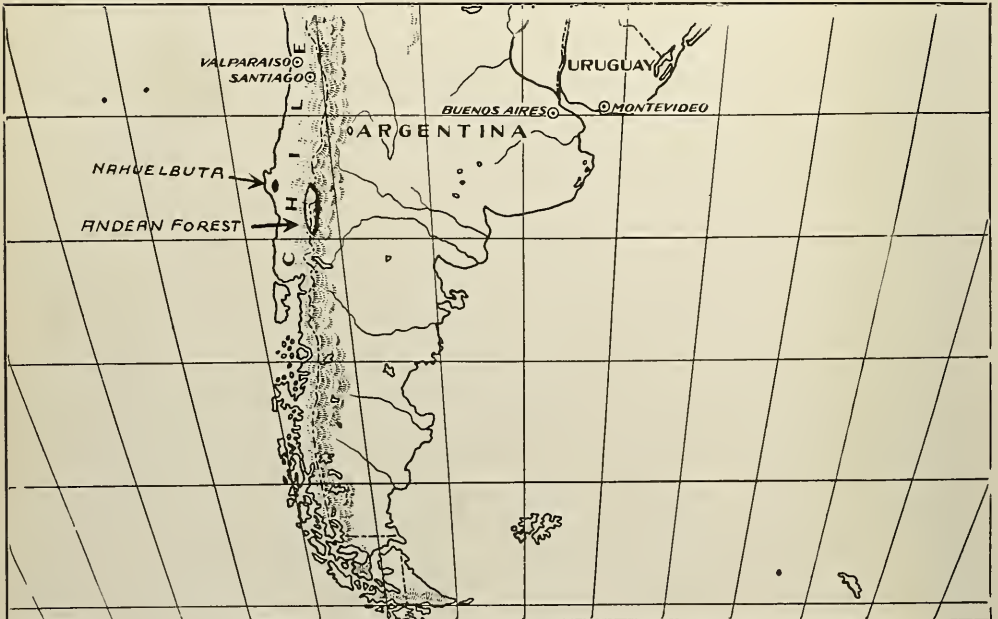 VALPARAISO
SANTIAGO
CHILE
URUGUAY
BUENOS AIRES
MONTEVIDEO
ARGENTINA
NAHUELBUTA
ANDEAN FOREST